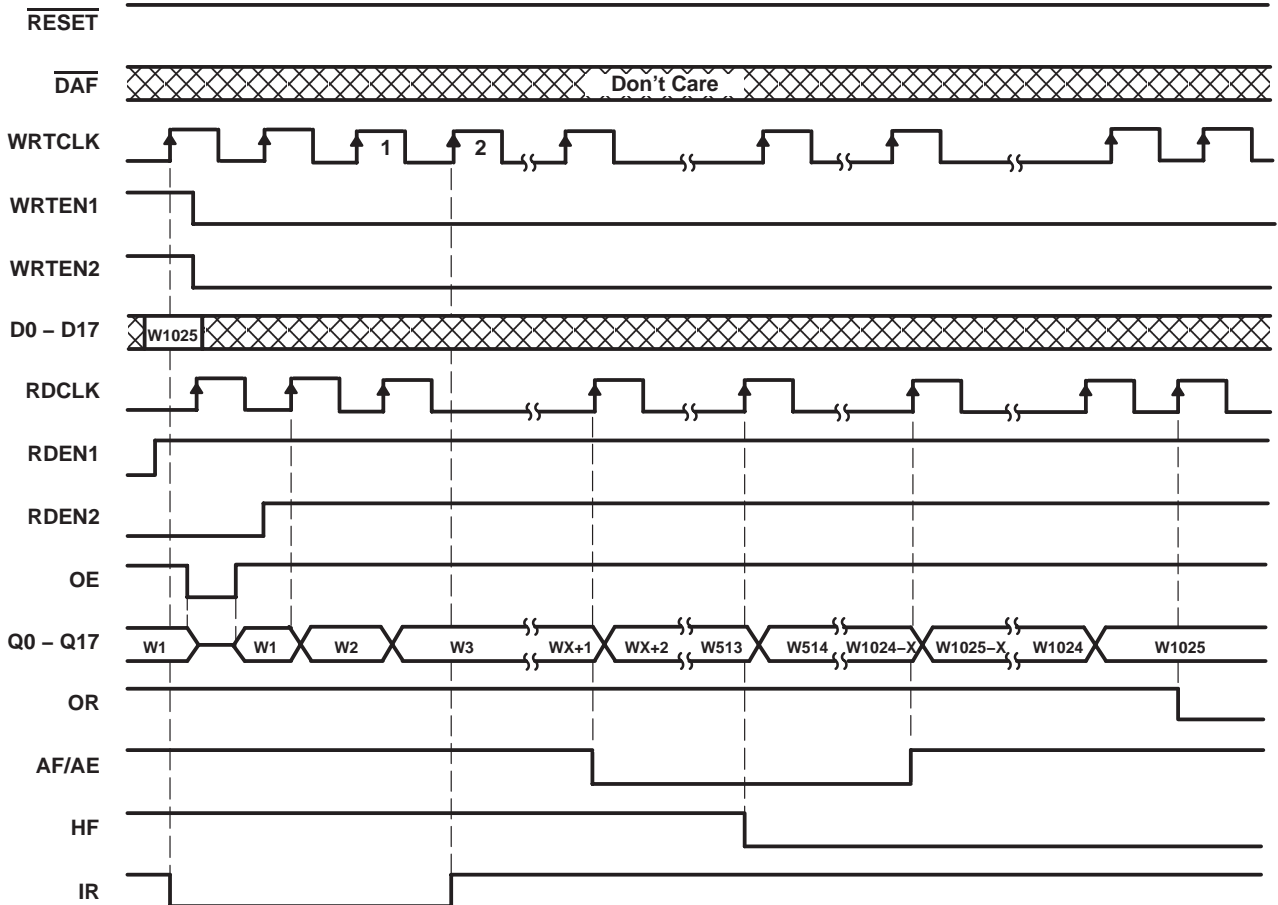 RESET
DAF
Don't Care
WRTCLK
1
2
WRTEN1
WRTEN2
D0 – D17
W1025
RDCLK
RDEN1
RDEN2
OE
Q0 – Q17
W1
W1
W2
W3
WX+1
WX+2
W513
W514
W1024–X
W1025–X
W1024
W1025
OR
AF/AE
HF
IR